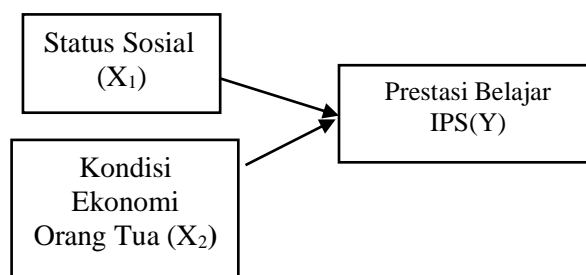 Status Sosial
(X₁)
Prestasi Belajar
IPS(Y)
Kondisi
Ekonomi
Orang Tua (X₂)